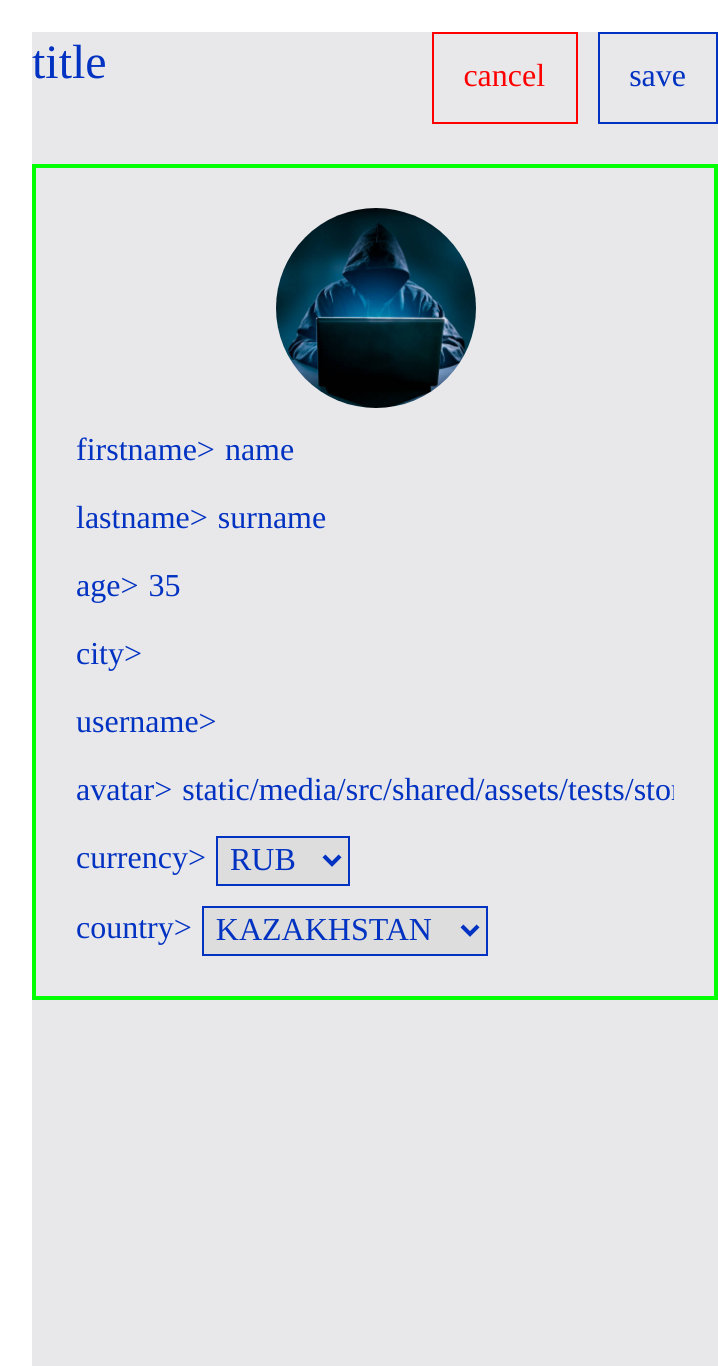 title
cancel
save
firstname> name
lastname> surname
age> 35
city>
username>
avatar> static/media/src/shared/assets/tests/sto
currency> RUB
country> KAZAKHSTAN